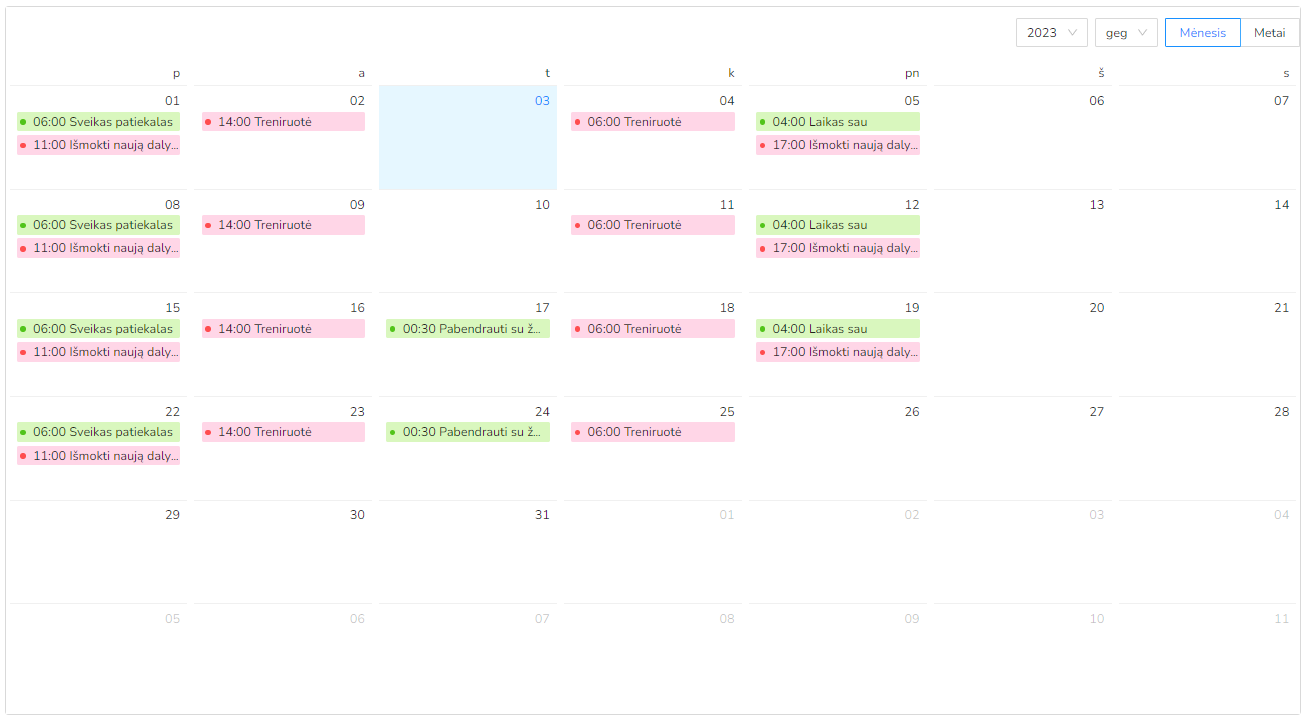 2023 geg Mėnesis Metai
p a t k pn š s
01 02 03 04 05 06 07
06:00 Sveikas patiekalas 14:00 Treniruotė 06:00 Treniruotė 04:00 Laikas sau
11:00 Išmokti naują daly... 17:00 Išmokti naują daly...
08 09 10 11 12 13 14
06:00 Sveikas patiekalas 14:00 Treniruotė 06:00 Treniruotė 04:00 Laikas sau
11:00 Išmokti naują daly... 17:00 Išmokti naują daly...
15 16 17 18 19 20 21
06:00 Sveikas patiekalas 14:00 Treniruotė 00:30 Pabendrauti su ž... 06:00 Treniruotė 04:00 Laikas sau
11:00 Išmokti naują daly... 17:00 Išmokti naują daly...
22 23 24 25 26 27 28
06:00 Sveikas patiekalas 14:00 Treniruotė 00:30 Pabendrauti su ž... 06:00 Treniruotė
11:00 Išmokti naują daly...
29 30 31 01 02 03 04
05 06 07 08 09 10 11